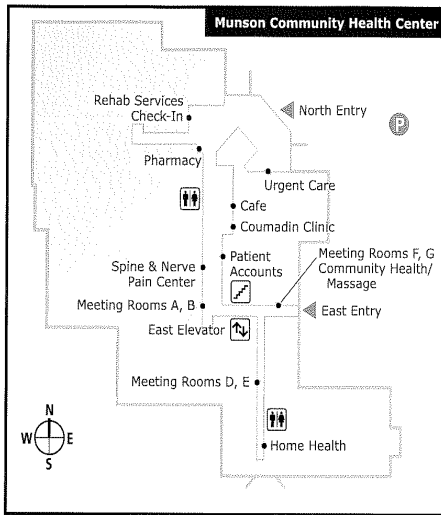 Munson Community Health Center
Rehab Services
Check-In
North Entry
P
Pharmacy
Urgent Care
Cafe
Coumadin Clinic
Patient
Accounts
Meeting Rooms F, G
Community Health/
Massage
Spine & Nerve
Pain Center
Meeting Rooms A, B
East Entry
East Elevator
Meeting Rooms D, E
N
W E
S
Home Health